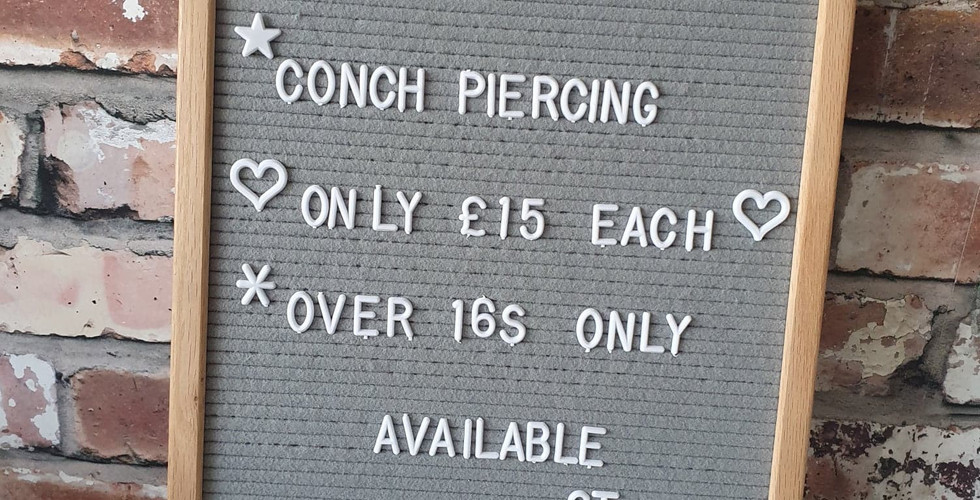 CONCH PIERCING
ONLY £15 EACH
* OVER 16S ONLY
AVAILABLE